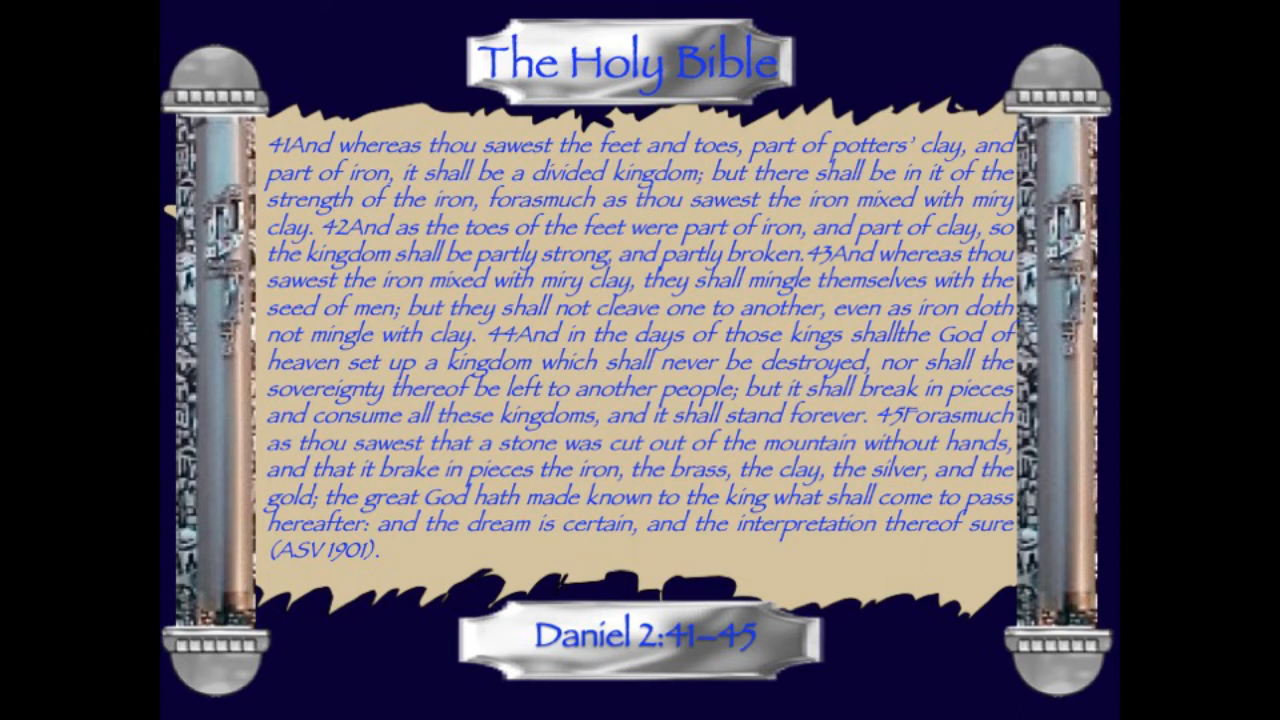 The Holy Bible
41And whereas thou sawest the feet and toes, part of potters’ clay, and
part of iron, it shall be a divided kingdom; but there shall be in it of the
strength of the iron, forasmuch as thou sawest the iron mixed with miry
clay. 42And as the toes of the feet were part of iron, and part of clay, so
the kingdom shall be partly strong, and partly broken.43And whereas thou
sawest the iron mixed with miry clay, they shall mingle themselves with the
seed of men; but they shall not cleave one to another, even as iron doth
not mingle with clay. 44And in the days of those kings shallthe God of
heaven set up a kingdom which shall never be destroyed, nor shall the
sovereignty thereof be left to another people; but it shall break in pieces
and consume all these kingdoms, and it shall stand forever. 45Forasmuch
as thou sawest that a stone was cut out of the mountain without hands,
and that it brake in pieces the iron, the brass, the clay, the silver, and the
gold; the great God hath made known to the king what shall come to pass
hereafter: and the dream is certain, and the interpretation thereof sure
(ASV 1901).
Daniel 2:41–45